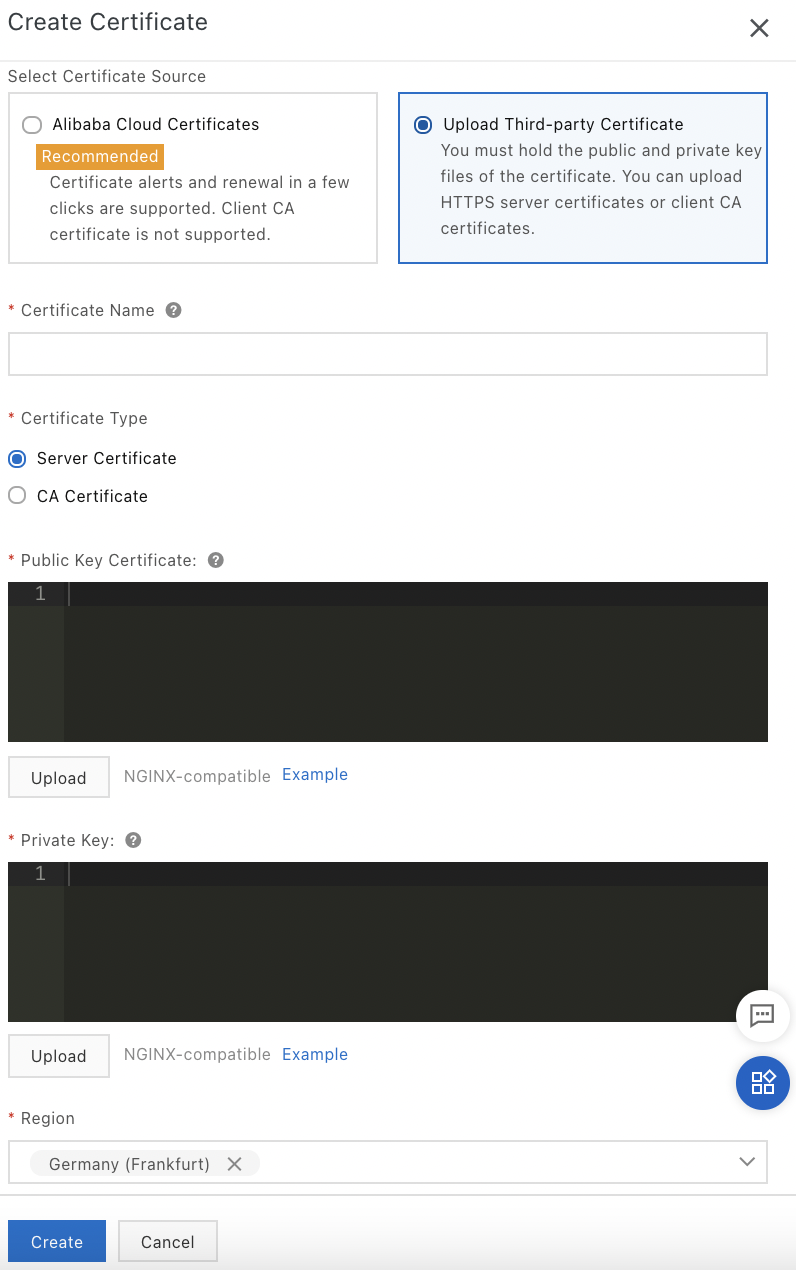 Create Certificate
Select Certificate Source
Alibaba Cloud Certificates
Recommended
Certificate alerts and renewal in a few
clicks are supported. Client CA
certificate is not supported.
Upload Third-party Certificate
You must hold the public and private key
files of the certificate. You can upload
HTTPS server certificates or client CA
certificates.
* Certificate Name ?
* Certificate Type
Server Certificate
CA Certificate
* Public Key Certificate: ?
1
Upload NGINX-compatible Example
* Private Key: ?
1
Upload NGINX-compatible Example
* Region
Germany (Frankfurt)
Create Cancel